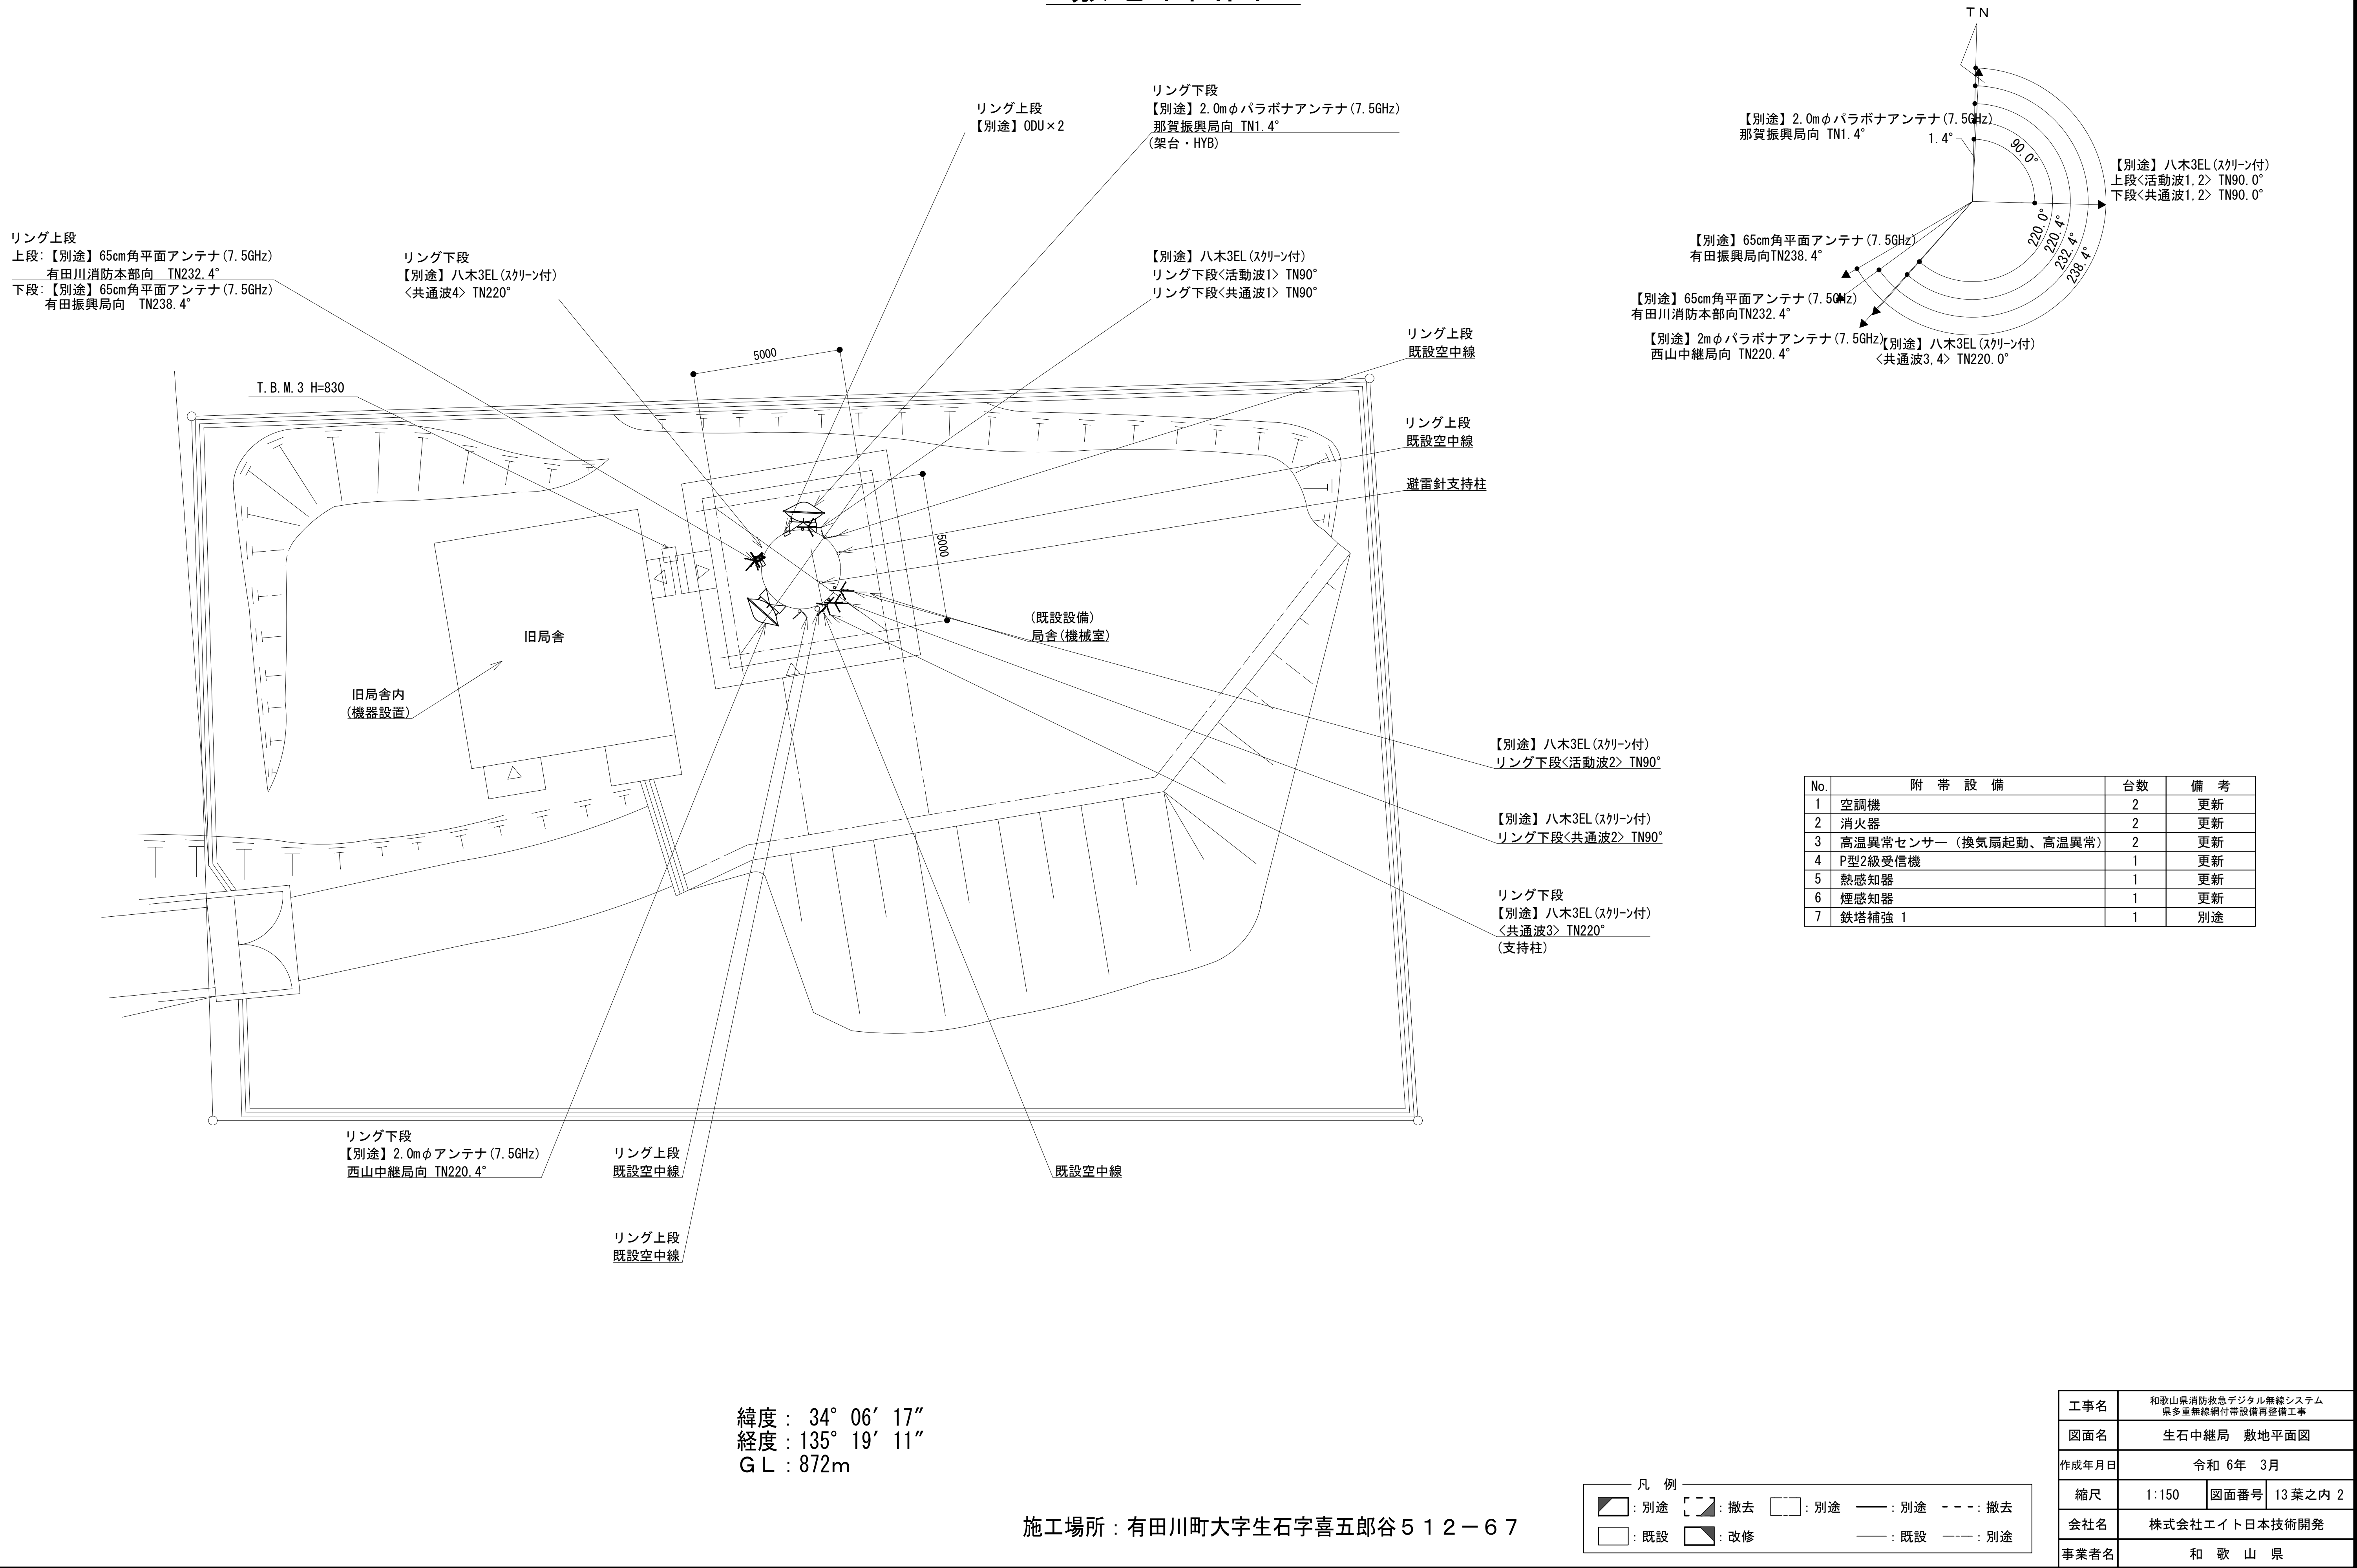 TN
リング上段
【別途】ODU×2
リング下段
【別途】2.0mφパラボナアンテナ(7.5GHz)
那賀振興局向 TN1.4°
(架台・HYB)
【別途】2.0mφパラボナアンテナ(7.5GHz)
那賀振興局向 TN1.4°
1.4°
90.0°
【別途】八木3EL(スクリーン付)
上段<活動波1,2> TN90.0°
下段<共通波1,2> TN90.0°
220.0°
220.4°
232.4°
238.4°
【別途】65cm角平面アンテナ(7.5GHz)
有田振興局向TN238.4°
【別途】65cm角平面アンテナ(7.5GHz)
有田川消防本部向TN232.4°
【別途】2mφパラボナアンテナ(7.5GHz)
西山中継局向 TN220.4°
【別途】八木3EL(スクリーン付)
<共通波3,4> TN220.0°
リング上段
上段:【別途】65cm角平面アンテナ(7.5GHz)
有田川消防本部向 TN232.4°
下段:【別途】65cm角平面アンテナ(7.5GHz)
有田振興局向 TN238.4°
リング下段
【別途】八木3EL(スクリーン付)
<共通波4> TN220°
【別途】八木3EL(スクリーン付)
リング下段<活動波1> TN90°
リング下段<共通波1> TN90°
リング上段
既設空中線
リング上段
既設空中線
避雷針支持柱
T.B.M.3 H=830
5000
5000
旧局舎
旧局舎内
(機器設置)
(既設設備)
局舎(機械室)
【別途】八木3EL(スクリーン付)
リング下段<活動波2> TN90°
【別途】八木3EL(スクリーン付)
リング下段<共通波2> TN90°
リング下段
【別途】八木3EL(スクリーン付)
<共通波3> TN220°
(支持柱)
No. 附帯設備 台数 備考
1 空調機 2 更新
2 消火器 2 更新
3 高温異常センサー（換気扇起動、高温異常） 2 更新
4 P型2級受信機 1 更新
5 熱感知器 1 更新
6 煙感知器 1 更新
7 鉄塔補強 1 1 別途
リング下段
【別途】2.0mφアンテナ(7.5GHz)
西山中継局向 TN220.4°
リング上段
既設空中線
既設空中線
リング上段
既設空中線
緯度： 34° 06′ 17″
経度：135° 19′ 11″
ＧＬ：872m
施工場所：有田川町大字生石字喜五郎谷５１２－６７
凡 例
：別途 ：撤去 ：別途 ：別途 ：撤去
：既設 ：改修 ：既設 ：別途
工事名 和歌山県消防救急デジタル無線システム
県多重無線網付帯設備再整備工事
図面名 生石中継局 敷地平面図
作成年月日 令和 6年 3月
縮尺 1:150 図面番号 13葉之内 2
会社名 株式会社エイト日本技術開発
事業者名 和歌山県